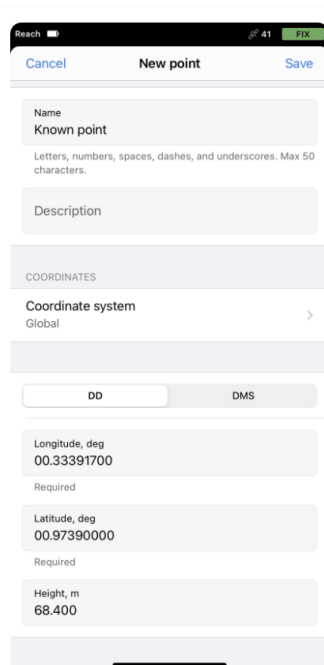 Reach 41 FIX
Cancel New point Save
Name
Known point
Letters, numbers, spaces, dashes, and underscores. Max 50
characters.
Description
COORDINATES
Coordinate system
Global
DD DMS
Longitude, deg
00.33391700
Required
Latitude, deg
00.97390000
Required
Height, m
68.400